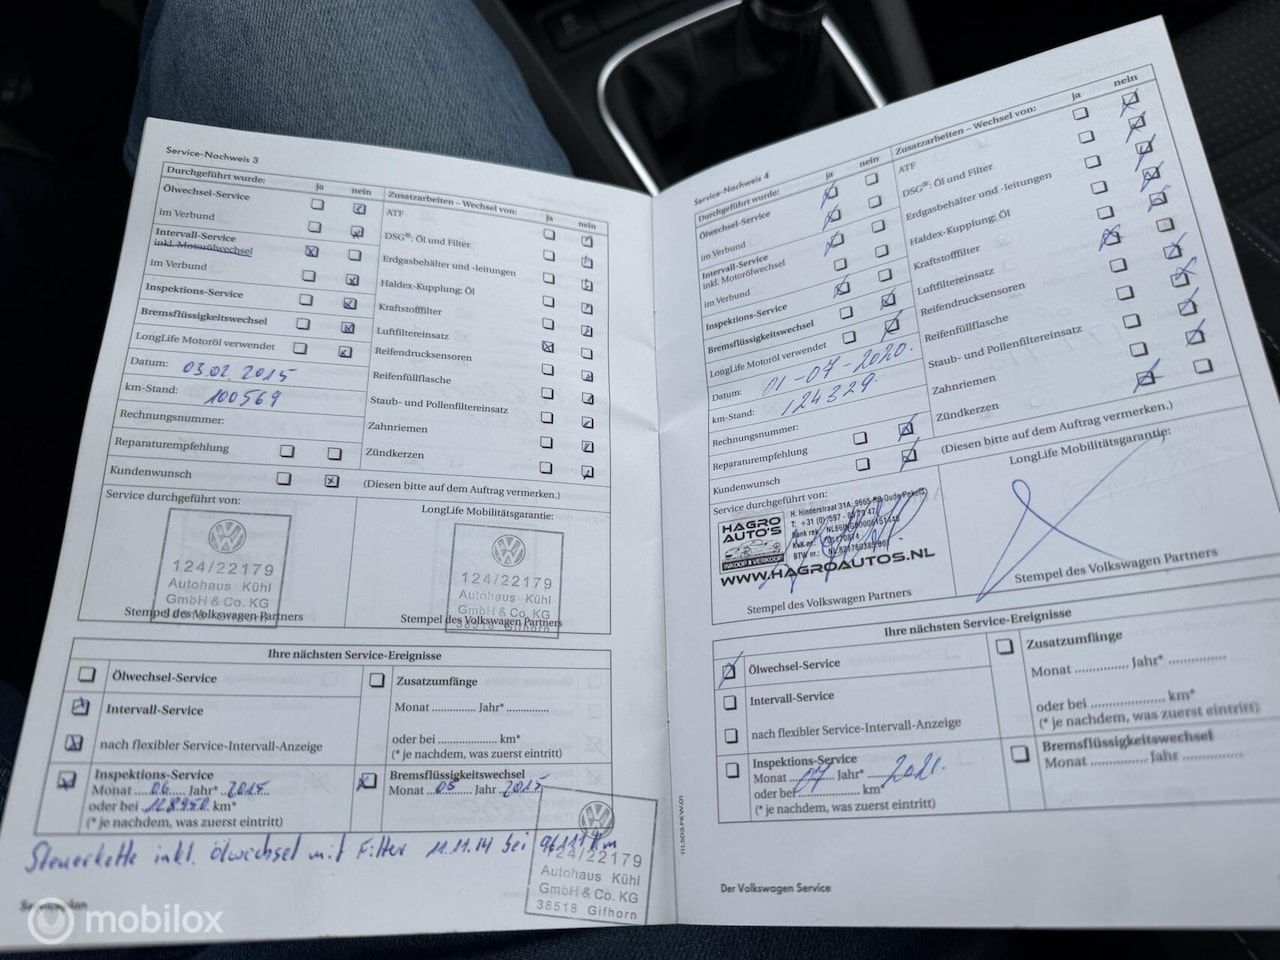 Service-Nachweis 3
Durchgeführt wurde: ja nein
Ölwechsel-Service
im Verbund
Intervall-Service
inkl. Motorölwechsel
im Verbund
Inspektions-Service
Bremsflüssigkeitswechsel
LongLife Motoröl verwendet
Datum: 03.02 2015
km-Stand: 100569
Rechnungsnummer:
Reparaturempfehlung
Kundenwunsch
(Diesen bitte auf dem Auftrag vermerken.)
Zusatzarbeiten – Wechsel von: ja nein
ATF
DSG®: Öl und Filter
Erdgasbehälter und -leitungen
Haldex-Kupplung: Öl
Kraftstofffilter
Luftfiltereinsatz
Reifendrucksensoren
Reifenfüllflasche
Staub- und Pollenfiltereinsatz
Zahnriemen
Zündkerzen
Service durchgeführt von:
124/22179
Autohaus Kühl
GmbH & Co. KG
Stempel des Volkswagen Partners
LongLife Mobilitätsgarantie:
124/22179
Autohaus Kühl
GmbH & Co. KG
38518 Gifhorn
Stempel des Volkswagen Partners
Ihre nächsten Service-Ereignisse
Ölwechsel-Service
Intervall-Service
nach flexibler Service-Intervall-Anzeige
Inspektions-Service
Monat 06 Jahr* 2015
oder bei 128950 km*
(* je nachdem, was zuerst eintritt)
Zusatzumfänge
Monat ............ Jahr* ..............
oder bei .................... km*
(* je nachdem, was zuerst eintritt)
Bremsflüssigkeitswechsel
Monat 05 Jahr 2015
Steuerkette inkl. Ölwechsel mit Filter 11.11.14 bei 96111 km
124/22179
Autohaus Kühl
GmbH & Co. KG
38518 Gifhorn
mobilox
Service-Nachweis 4
Durchgeführt wurde: ja nein
Ölwechsel-Service
im Verbund
Intervall-Service
inkl. Motorölwechsel
im Verbund
Inspektions-Service
Bremsflüssigkeitswechsel
LongLife Motoröl verwendet
Datum: 01-07-2020.
km-Stand: 124329.
Rechnungsnummer:
Reparaturempfehlung
Kundenwunsch
(Diesen bitte auf dem Auftrag vermerken.)
Zusatzarbeiten – Wechsel von: ja nein
ATF
DSG®: Öl und Filter
Erdgasbehälter und -leitungen
Haldex-Kupplung: Öl
Kraftstofffilter
Luftfiltereinsatz
Reifendrucksensoren
Reifenfüllflasche
Staub- und Pollenfiltereinsatz
Zahnriemen
Zündkerzen
Service durchgeführt von:
HAGRO
AUTO'S
INKOOP & VERKOOP
H. Hinderstraat 31A, 9665 RB Oude Pekela
WWW.HAGROAUTOS.NL
Stempel des Volkswagen Partners
LongLife Mobilitätsgarantie:
Stempel des Volkswagen Partners
Ihre nächsten Service-Ereignisse
Ölwechsel-Service
Intervall-Service
nach flexibler Service-Intervall-Anzeige
Inspektions-Service
Monat 07 Jahr* 2021.
oder bei .................... km*
(* je nachdem, was zuerst eintritt)
Zusatzumfänge
Monat ............ Jahr* ..............
oder bei .................... km*
(* je nachdem, was zuerst eintritt)
Bremsflüssigkeitswechsel
Monat ............ Jahr ..............
Der Volkswagen Service